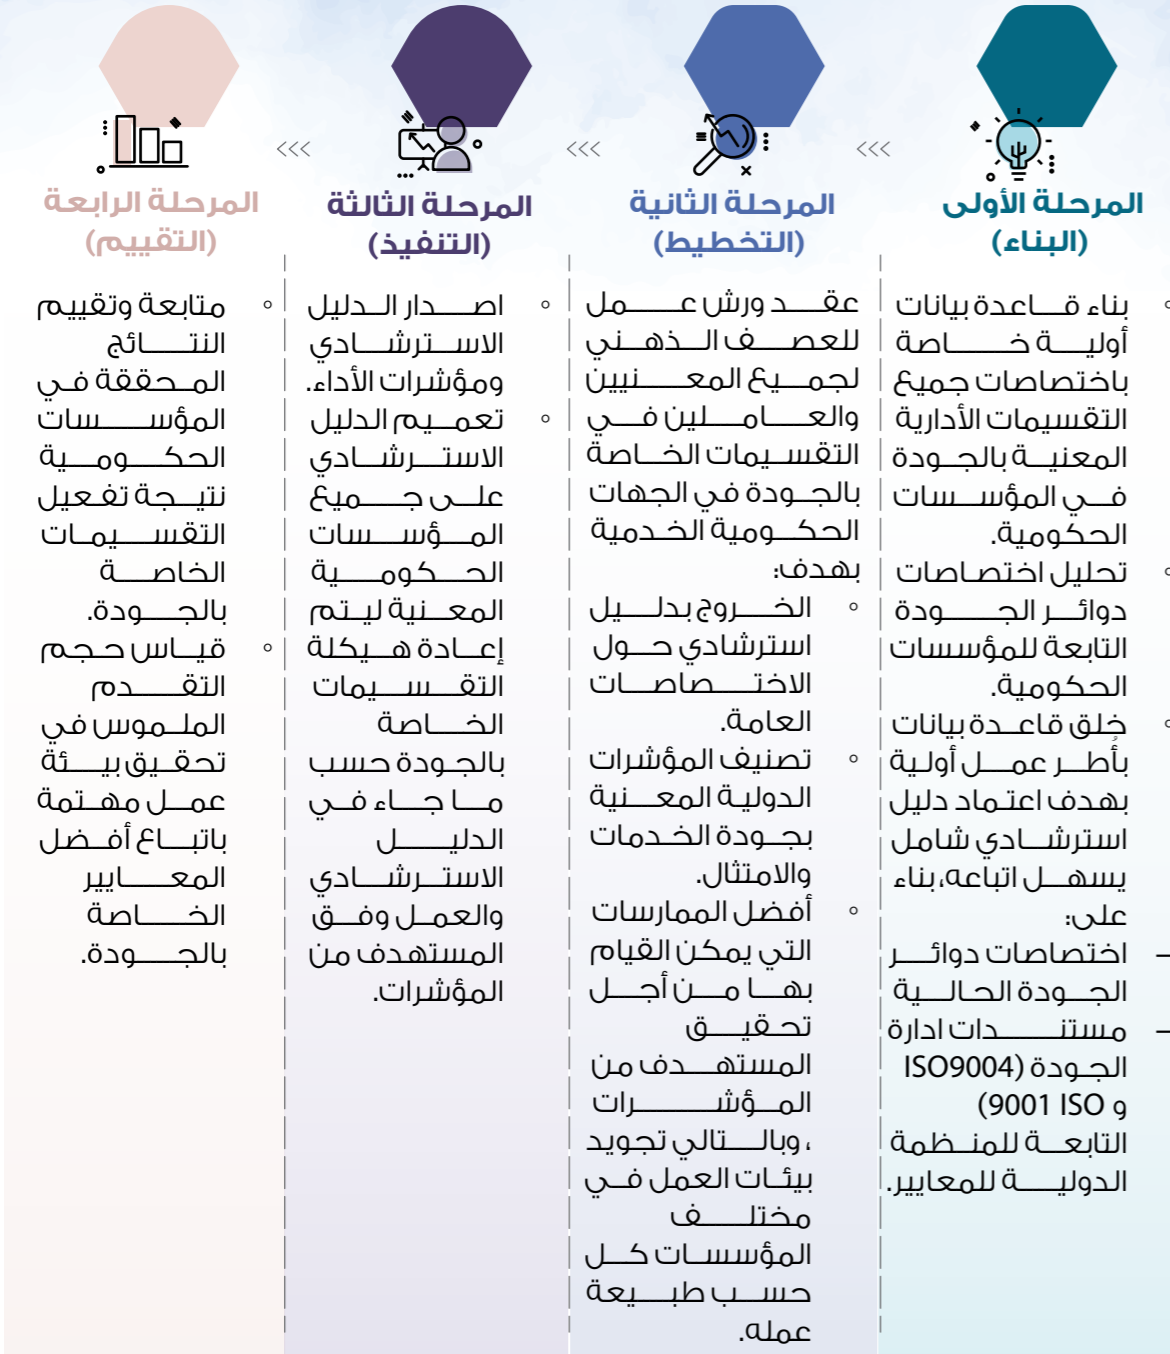 المرحلة الأولى
(البناء)
◦ بناء قاعدة بيانات
أولية خاصة
باختصاصات جميع
التقسيمات الأدارية
المعنية بالجودة
في المؤسسات
الحكومية.
◦ تحليل اختصاصات
دوائر الجودة
التابعة للمؤسسات
الحكومية.
◦ خلق قاعدة بيانات
بأُطر عمل أولية
بهدف اعتماد دليل
استرشادي شامل
يسهل اتباعه، بناء
على:
– اختصاصات دوائر
الجودة الحالية
– مستندات ادارة
الجودة (ISO9004
و ISO 9001)
التابعة للمنظمة
الدولية للمعايير.
>>>
المرحلة الثانية
(التخطيط)
عقد ورش عمل
للعصف الذهني
لجميع المعنيين
والعاملين في
التقسيمات الخاصة
بالجودة في الجهات
الحكومية الخدمية
بهدف:
◦ الخروج بدليل
استرشادي حول
الاختصاصات
العامة.
◦ تصنيف المؤشرات
الدولية المعنية
بجودة الخدمات
والامتثال.
◦ أفضل الممارسات
التي يمكن القيام
بها من أجل
تحقيق
المستهدف من
المؤشرات
، وبالتالي تجويد
بيئات العمل في
مختلف
المؤسسات كل
حسب طبيعة
عمله.
>>>
المرحلة الثالثة
(التنفيذ)
◦ اصدار الدليل
الاسترشادي
ومؤشرات الأداء.
◦ تعميم الدليل
الاسترشادي
على جميع
المؤسسات
الحكومية
المعنية ليتم
إعادة هيكلة
التقسيمات
الخاصة
بالجودة حسب
ما جاء في
الدليل
الاسترشادي
والعمل وفق
المستهدف من
المؤشرات.
>>>
المرحلة الرابعة
(التقييم)
◦ متابعة وتقييم
النتائج
المحققة في
المؤسسات
الحكومية
نتيجة تفعيل
التقسيمات
الخاصة
بالجودة.
◦ قياس حجم
التقدم
الملموس في
تحقيق بيئة
عمل مهتمة
باتباع أفضل
المعايير
الخاصة
بالجودة.